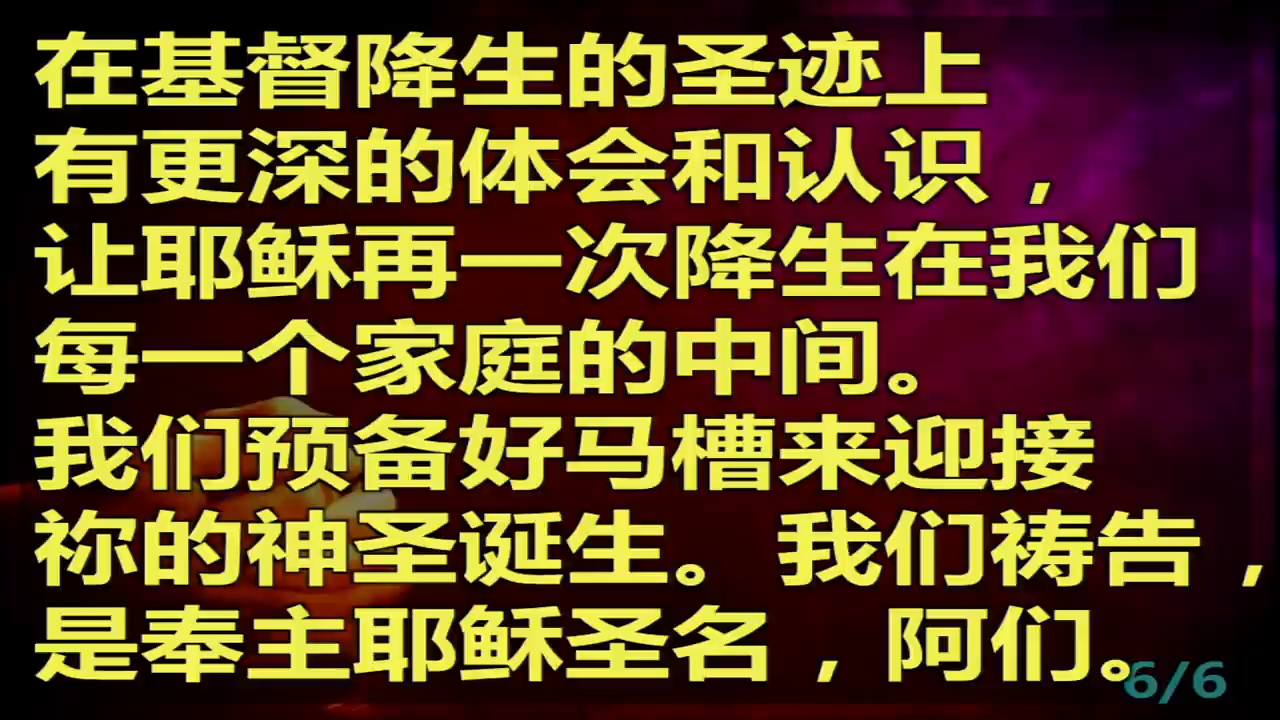 在基督降生的圣迹上
有更深的体会和认识，
让耶稣再一次降生在我们
每一个家庭的中间。
我们预备好马槽来迎接
祢的神圣诞生。我们祷告，
是奉主耶稣圣名，阿们。
6/6